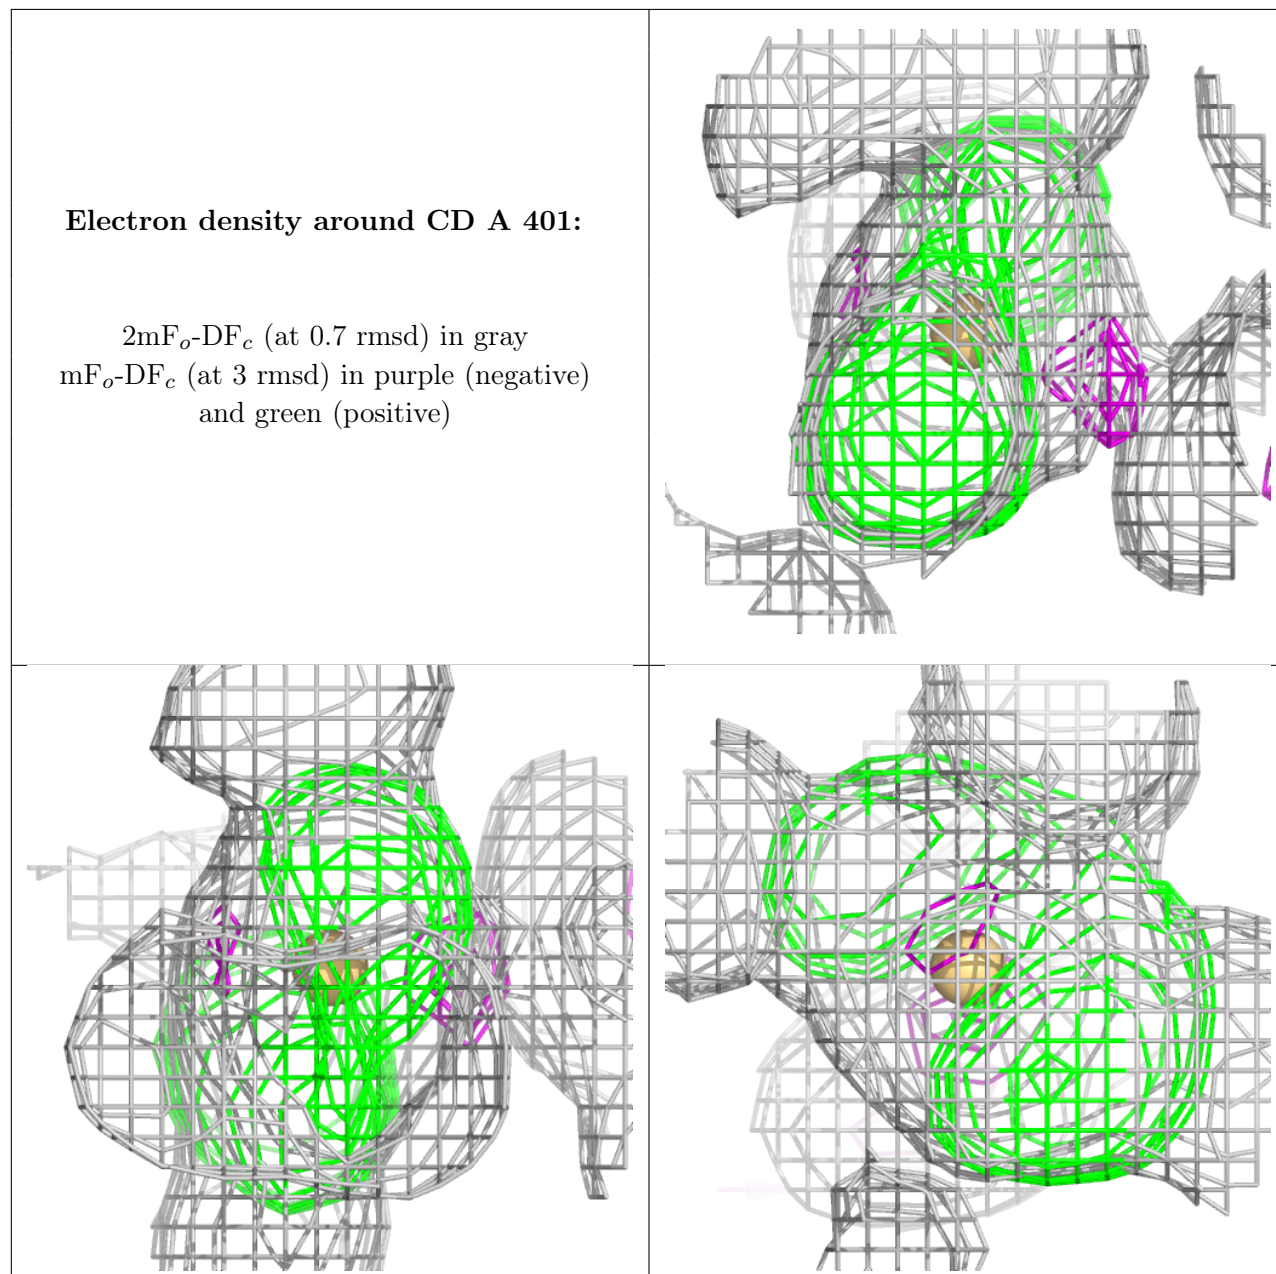 Electron density around CD A 401:
2mFo-DFc (at 0.7 rmsd) in gray
mFo-DFc (at 3 rmsd) in purple (negative)
and green (positive)